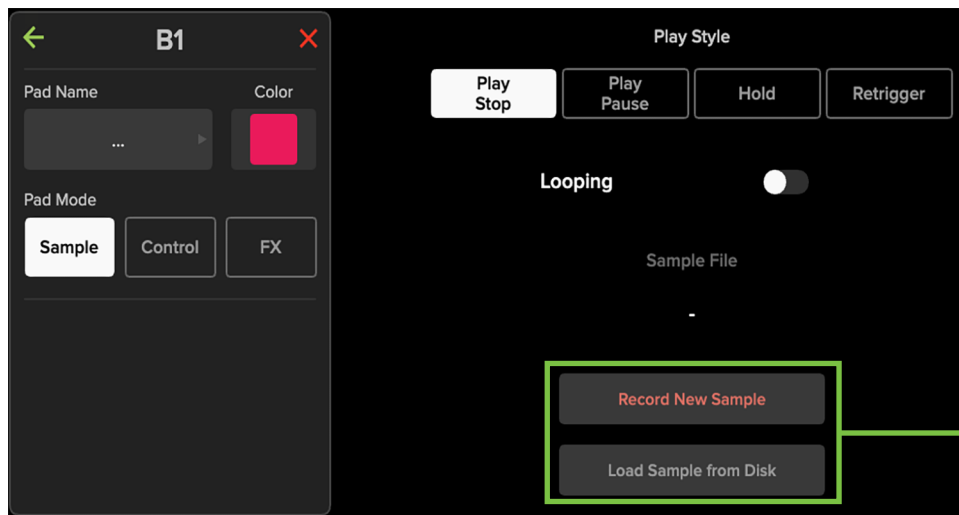 B1
Pad Name
Color
...
Pad Mode
Sample
Control
FX
Play Style
Play
Stop
Play
Pause
Hold
Retrigger
Looping
Sample File
-
Record New Sample
Load Sample from Disk